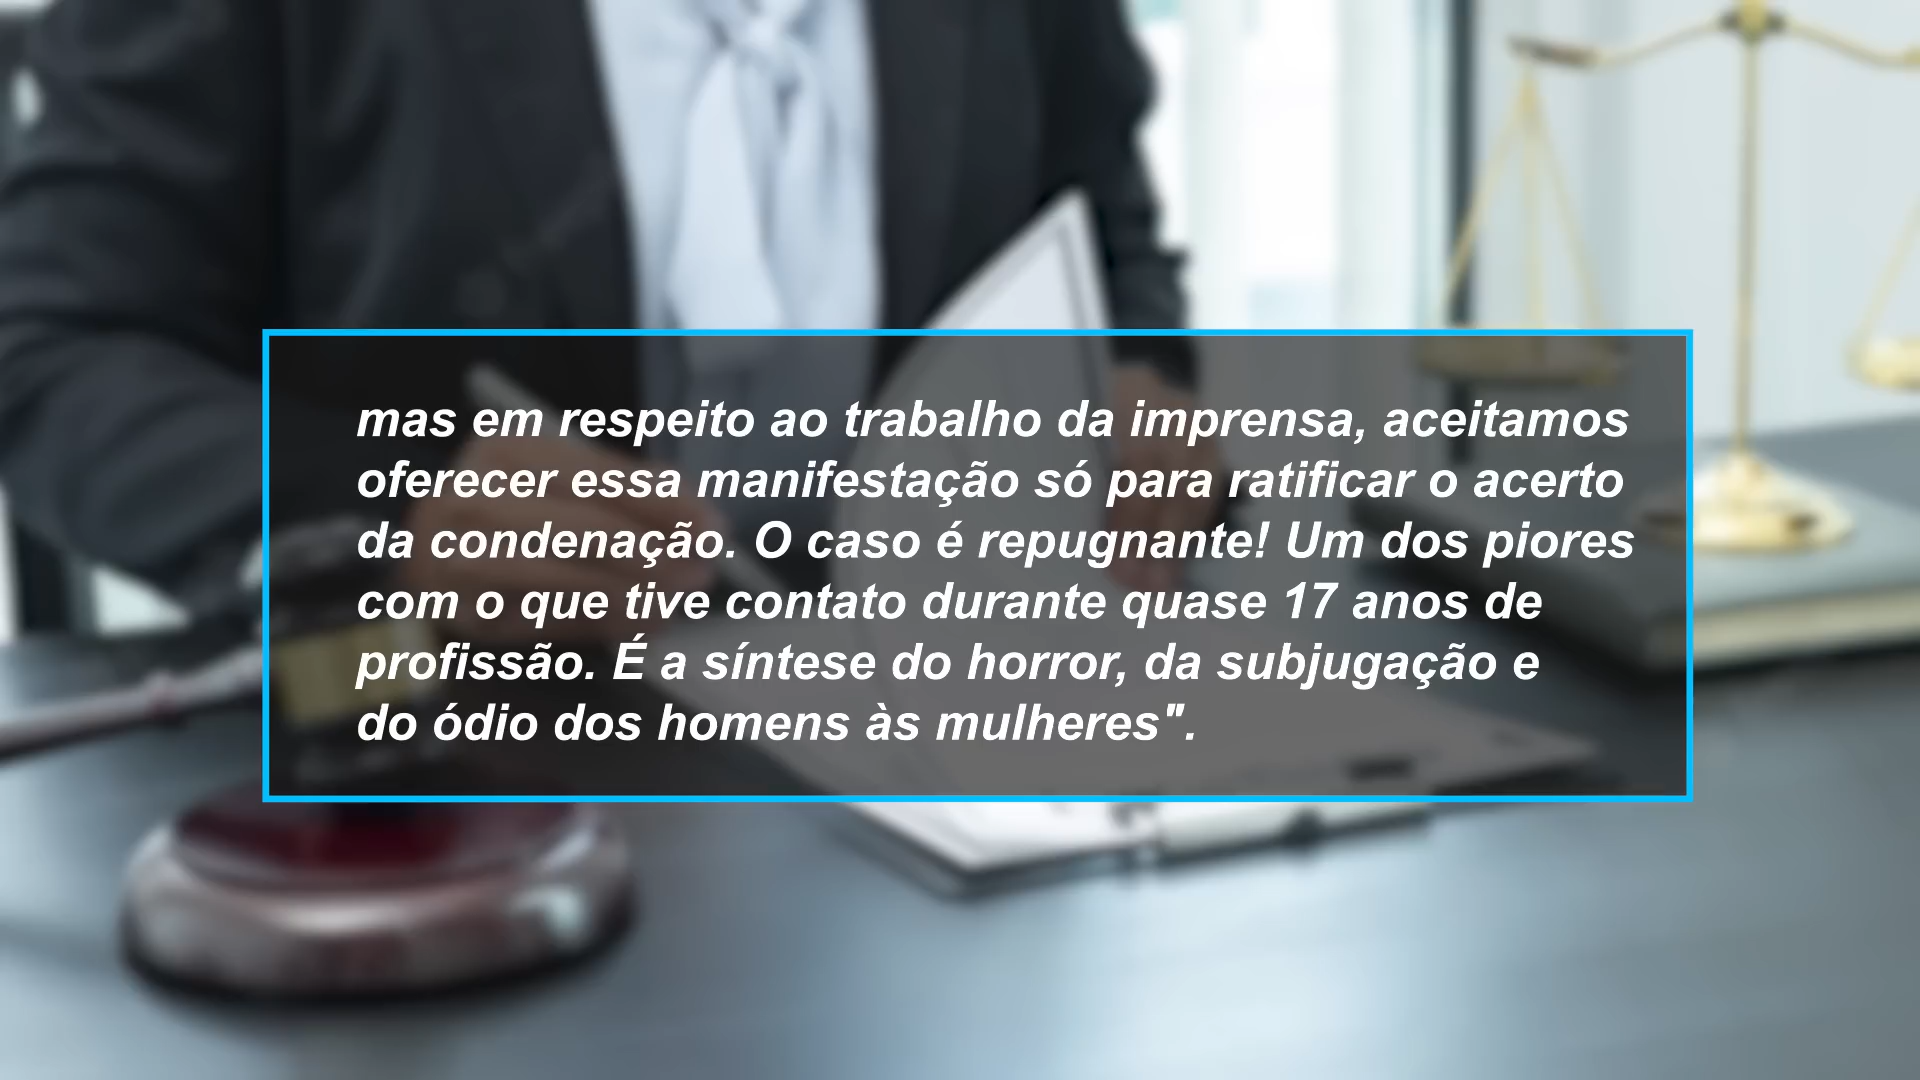 mas em respeito ao trabalho da imprensa, aceitamos
oferecer essa manifestação só para ratificar o acerto
da condenação. O caso é repugnante! Um dos piores
com o que tive contato durante quase 17 anos de
profissão. É a síntese do horror, da subjugação e
do ódio dos homens às mulheres".